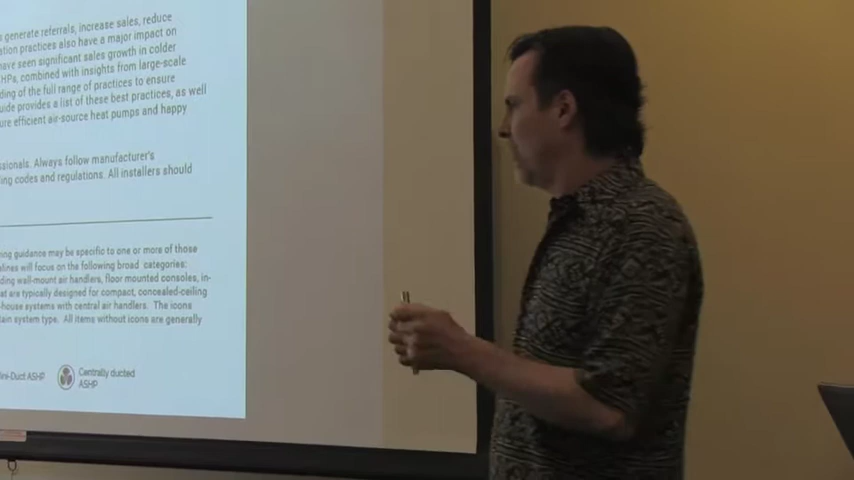 generate referrals, increase sales, reduce
ation practices also have a major impact on
have seen significant sales growth in colder
HPs, combined with insights from large-scale
ding of the full range of practices to ensure
uide provides a list of these best practices, as well
ure efficient air-source heat pumps and happy
ssionals. Always follow manufacturer's
ing codes and regulations. All installers should
ing guidance may be specific to one or more of those
lines will focus on the following broad categories:
ding wall-mount air handlers, floor mounted consoles, in-
at are typically designed for compact, concealed-ceiling
-house systems with central air handlers. The icons
tain system type. All items without icons are generally
ini-Duct ASHP
Centrally ducted
ASHP